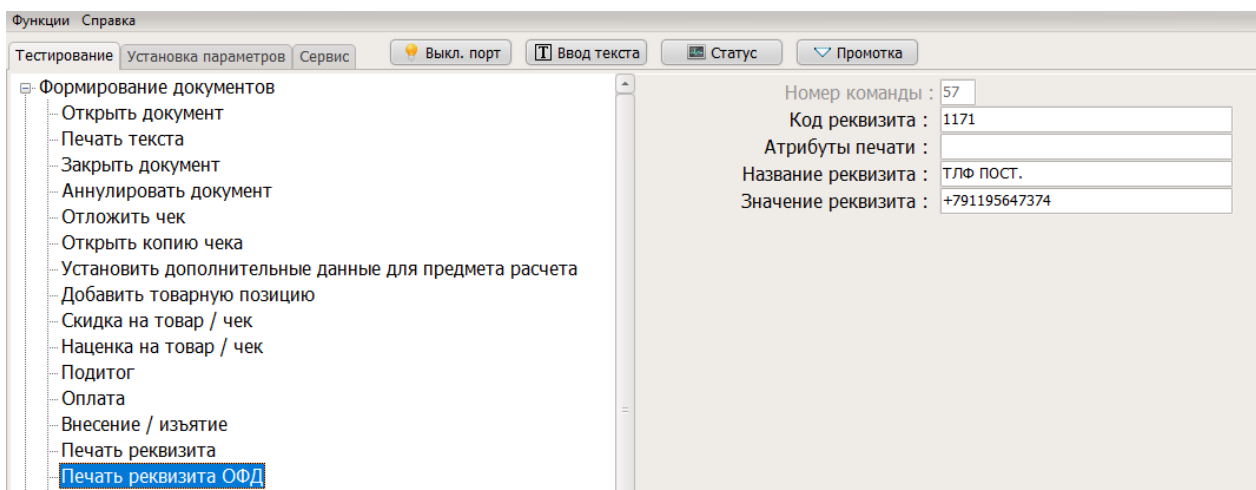 Функции Справка
Тестирование Установка параметров Сервис Выкл. порт Ввод текста Статус Промотка
Формирование документов
Открыть документ
Печать текста
Закрыть документ
Аннулировать документ
Отложить чек
Открыть копию чека
Установить дополнительные данные для предмета расчета
Добавить товарную позицию
Скидка на товар / чек
Наценка на товар / чек
Подитог
Оплата
Внесение / изъятие
Печать реквизита
Печать реквизита ОФД
Номер команды : 57
Код реквизита : 1171
Атрибуты печати :
Название реквизита : ТЛФ ПОСТ.
Значение реквизита : +791195647374